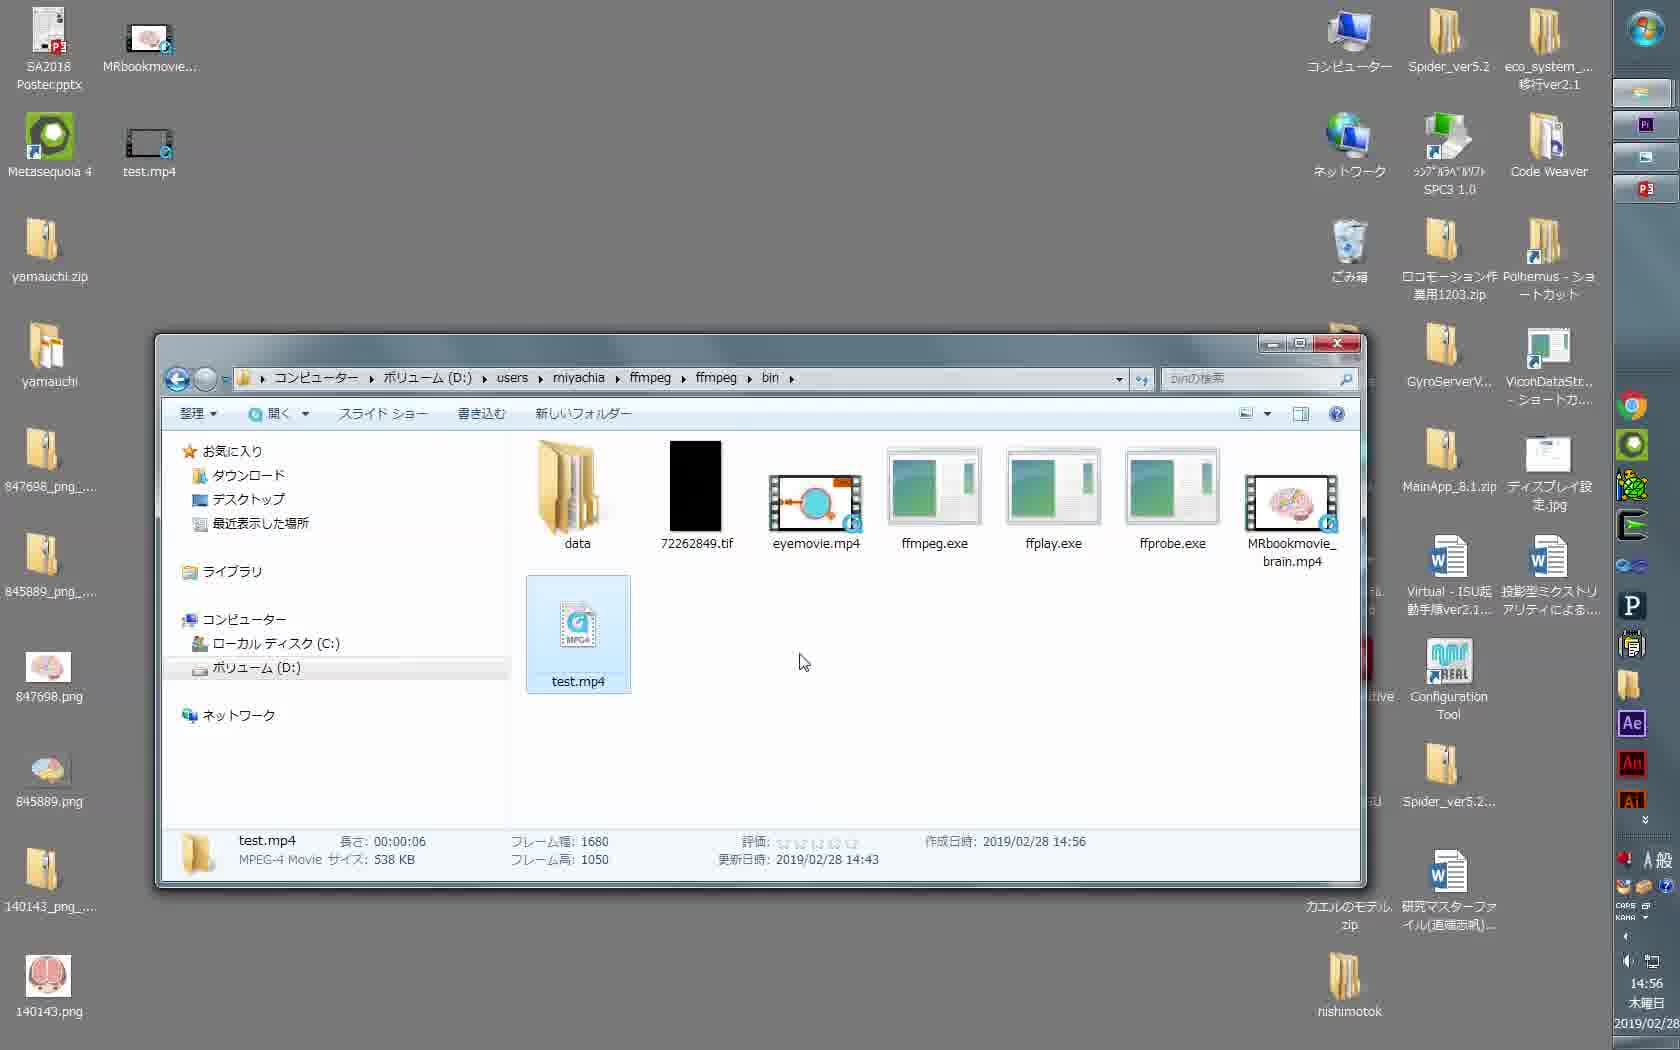 SA2018
Poster.pptx
MRbookmovie...
Metasequoia 4
test.mp4
yamauchi.zip
yamauchi
847698_png_....
845889_png_....
847698.png
845889.png
140143_png_....
140143.png
コンピューター
Spider_ver5.2
eco_system_...
移行ver2.1
ネットワーク
ｼﾝﾌﾟﾙﾗﾍﾞﾙｿﾌﾄ
SPC3 1.0
Code Weaver
ごみ箱
ロコモーション作
業用1203.zip
Polhemus - ショ
ートカット
GyroServerV...
ViconDataStr...
- ショートカ....
MainApp_8.1.zip
ディスプレイ設
定.jpg
Virtual - ISU起
動手順ver2.1...
投影型ミクストリ
アリティによる....
REAL
Configuration
Tool
Spider_ver5.2...
カエルのモデル.
zip
研究マスターファ
イル(道端志帆)...
nishimotok
コンピューター
ボリューム (D:)
users
miyachia
ffmpeg
ffmpeg
bin
binの検索
整理
開く
スライド ショー
書き込む
新しいフォルダー
お気に入り
ダウンロード
デスクトップ
最近表示した場所
ライブラリ
コンピューター
ローカル ディスク (C:)
ボリューム (D:)
ネットワーク
data
72262849.tif
eyemovie.mp4
ffmpeg.exe
ffplay.exe
ffprobe.exe
MRbookmovie_
brain.mp4
MPEG4
test.mp4
test.mp4
長さ: 00:00:06
フレーム幅: 1680
評価:
作成日時: 2019/02/28 14:56
MPEG-4 Movie
サイズ: 538 KB
フレーム高: 1050
更新日時: 2019/02/28 14:43
Ae
An
Ai
A 般
CAPS
KANA
14:56
木曜日
2019/02/28